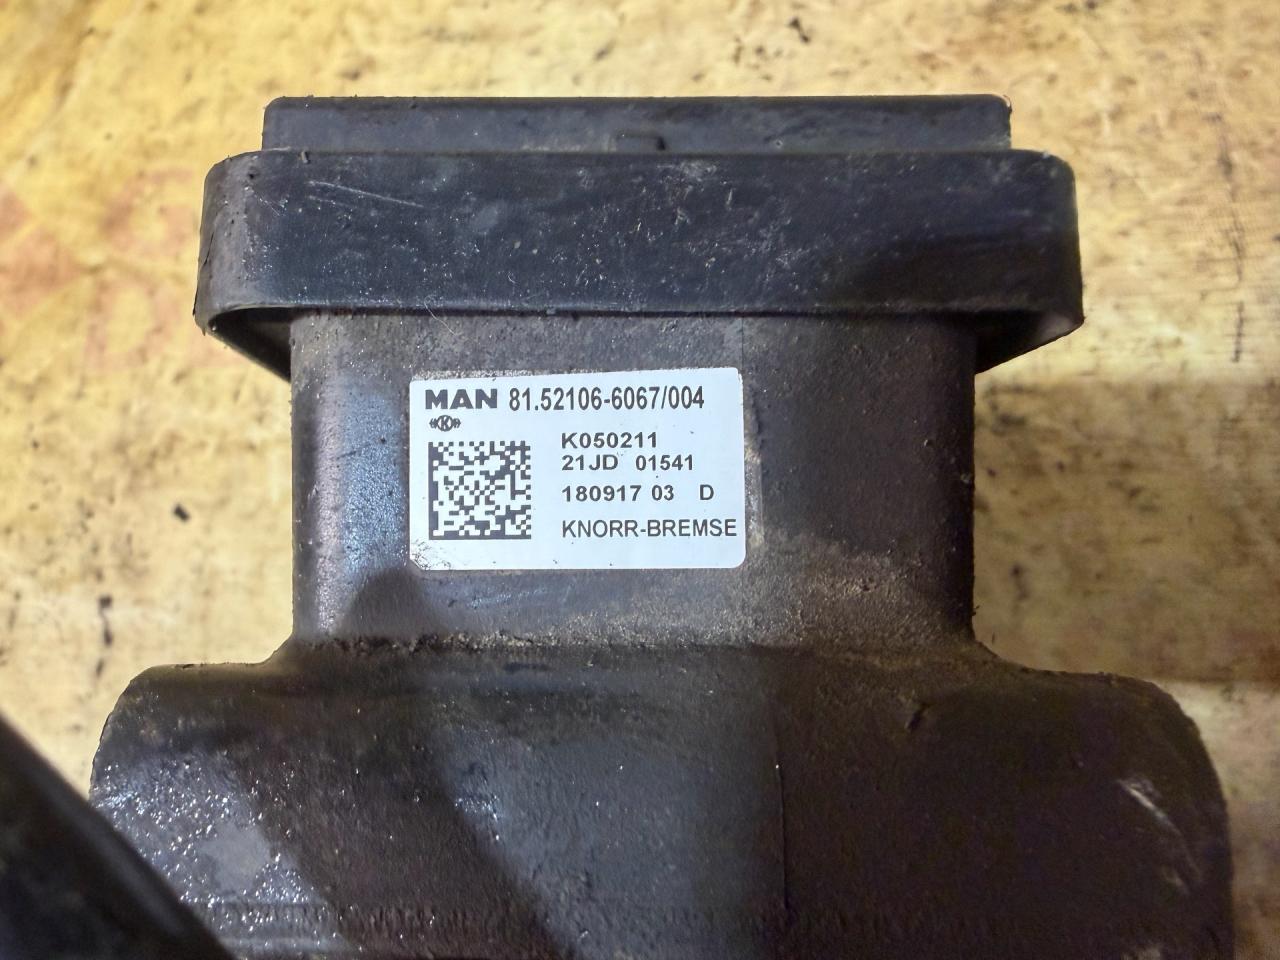 MAN 81.52106-6067/004
K
K050211
21JD 01541
180917 03 D
KNORR-BREMSE